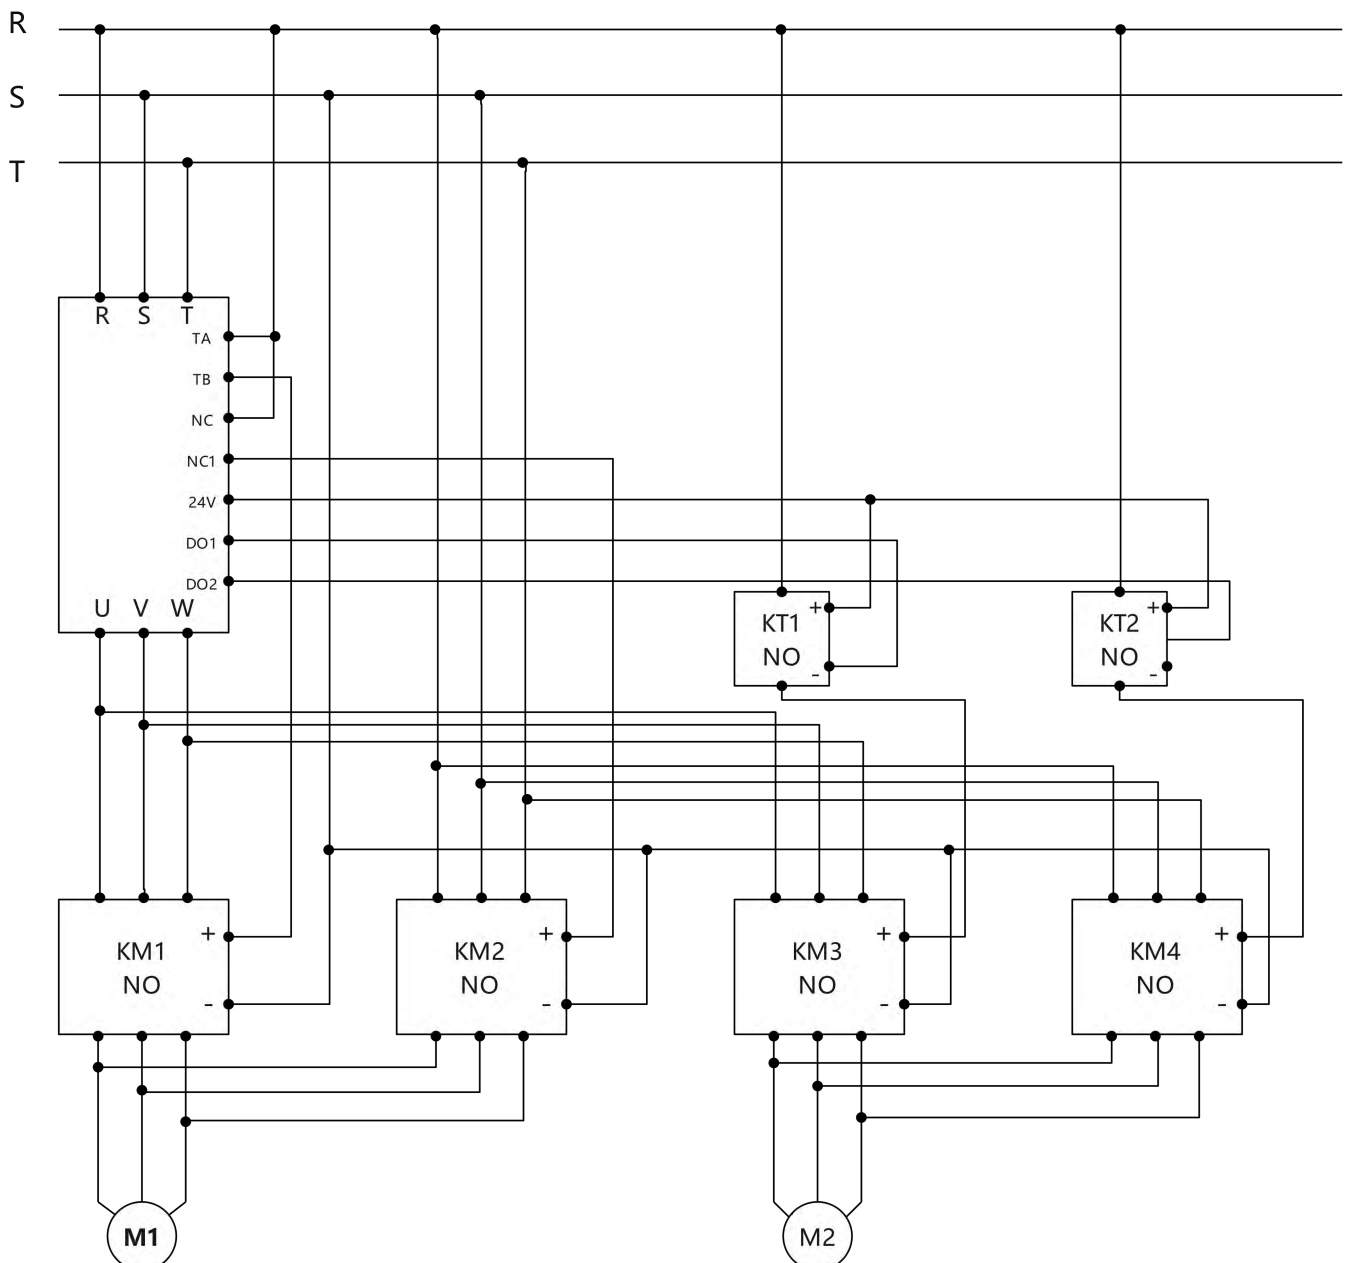 R
S
T
R S T
TA
TB
NC
NC1
24V
DO1
DO2
U V W
KT1
NO
+
-
KT2
NO
+
-
KM1
NO
+
-
KM2
NO
+
-
KM3
NO
+
-
KM4
NO
+
-
M1
M2